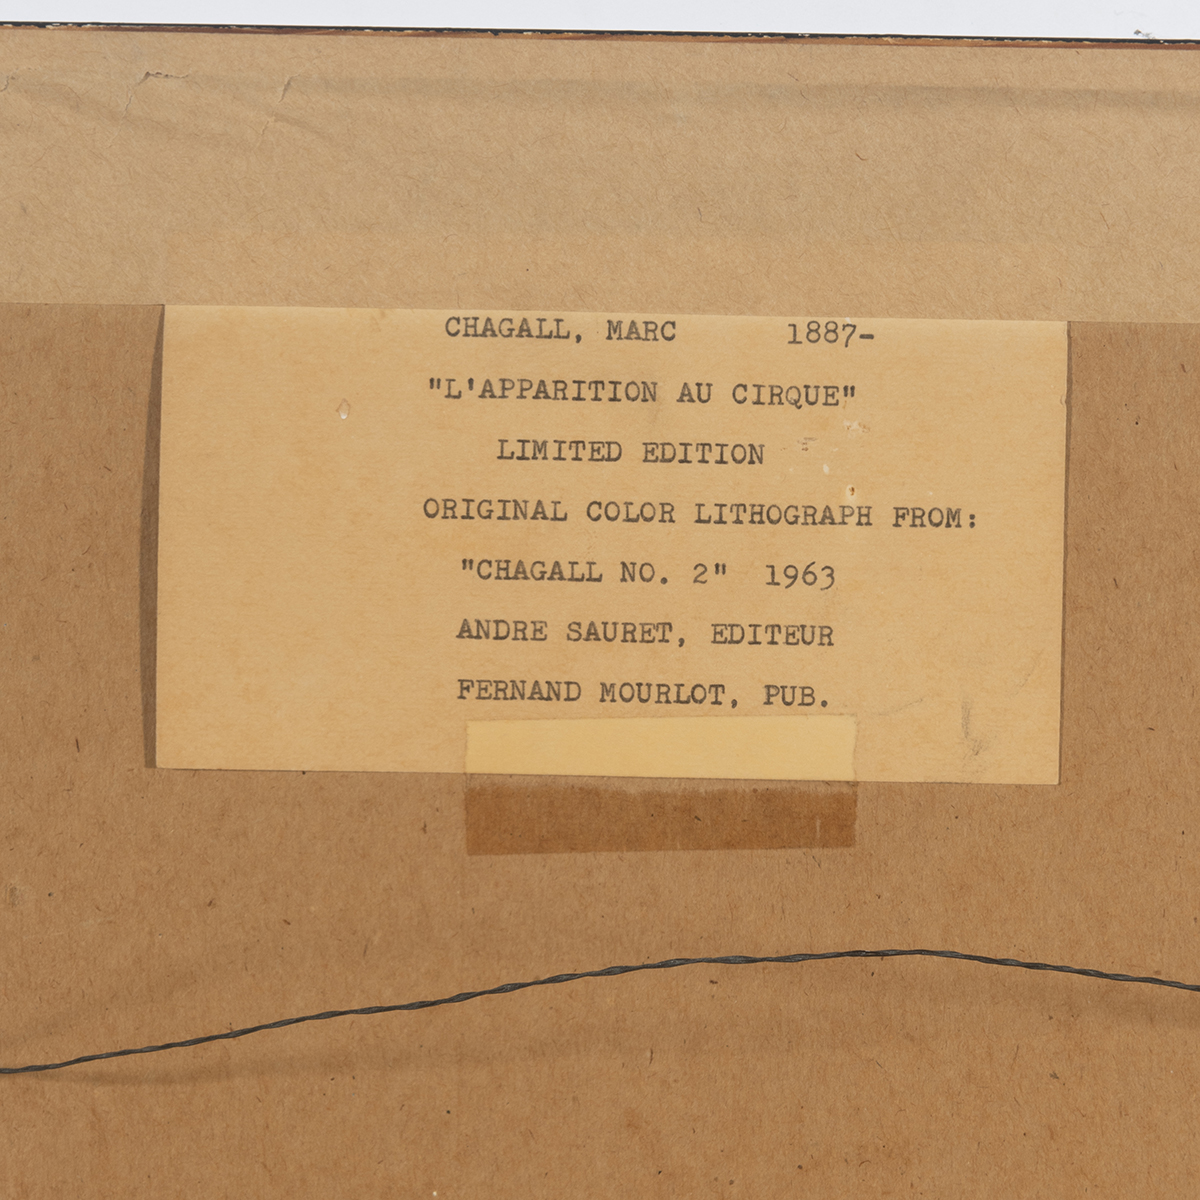 CHAGALL, MARC 1887-
"L'APPARITION AU CIRQUE"
LIMITED EDITION
ORIGINAL COLOR LITHOGRAPH FROM:
"CHAGALL NO. 2" 1963
ANDRE SAURET, EDITEUR
FERNAND MOURLOT, PUB.